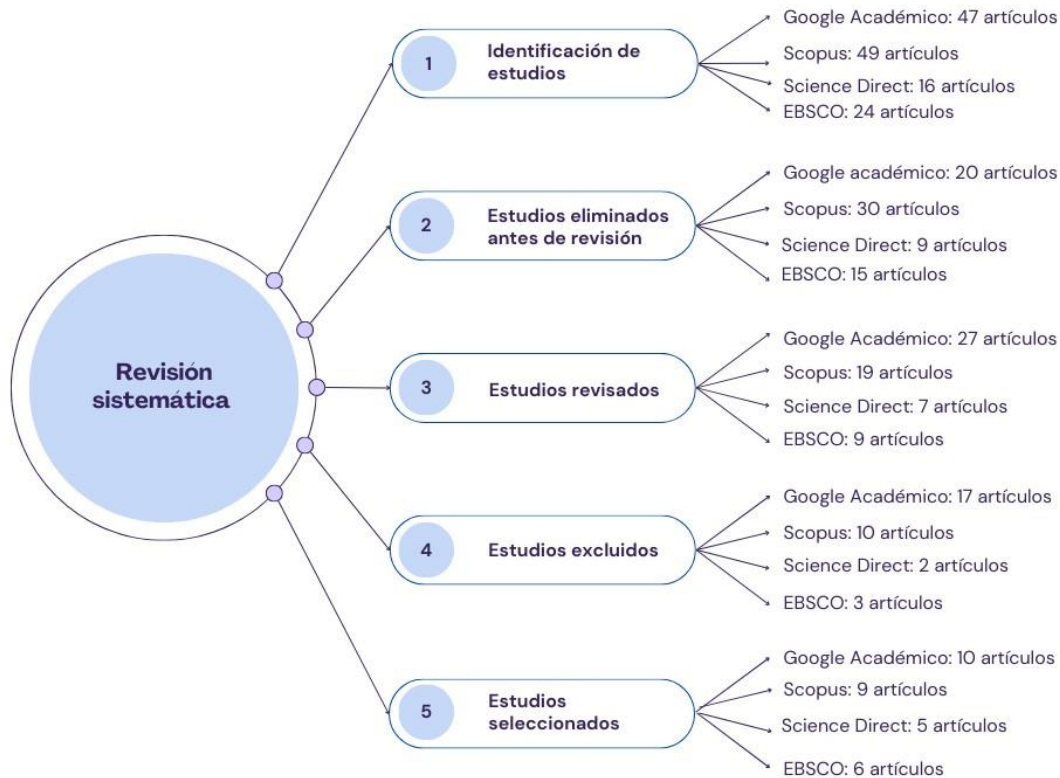 Revisión
sistemática
1
Identificación de
estudios
Google Académico: 47 artículos
Scopus: 49 artículos
Science Direct: 16 artículos
EBSCO: 24 artículos
2
Estudios eliminados
antes de revisión
Google académico: 20 artículos
Scopus: 30 artículos
Science Direct: 9 artículos
EBSCO: 15 artículos
3
Estudios revisados
Google Académico: 27 artículos
Scopus: 19 artículos
Science Direct: 7 artículos
EBSCO: 9 artículos
4
Estudios excluidos
Google Académico: 17 artículos
Scopus: 10 artículos
Science Direct: 2 artículos
EBSCO: 3 artículos
5
Estudios
seleccionados
Google Académico: 10 artículos
Scopus: 9 artículos
Science Direct: 5 artículos
EBSCO: 6 artículos